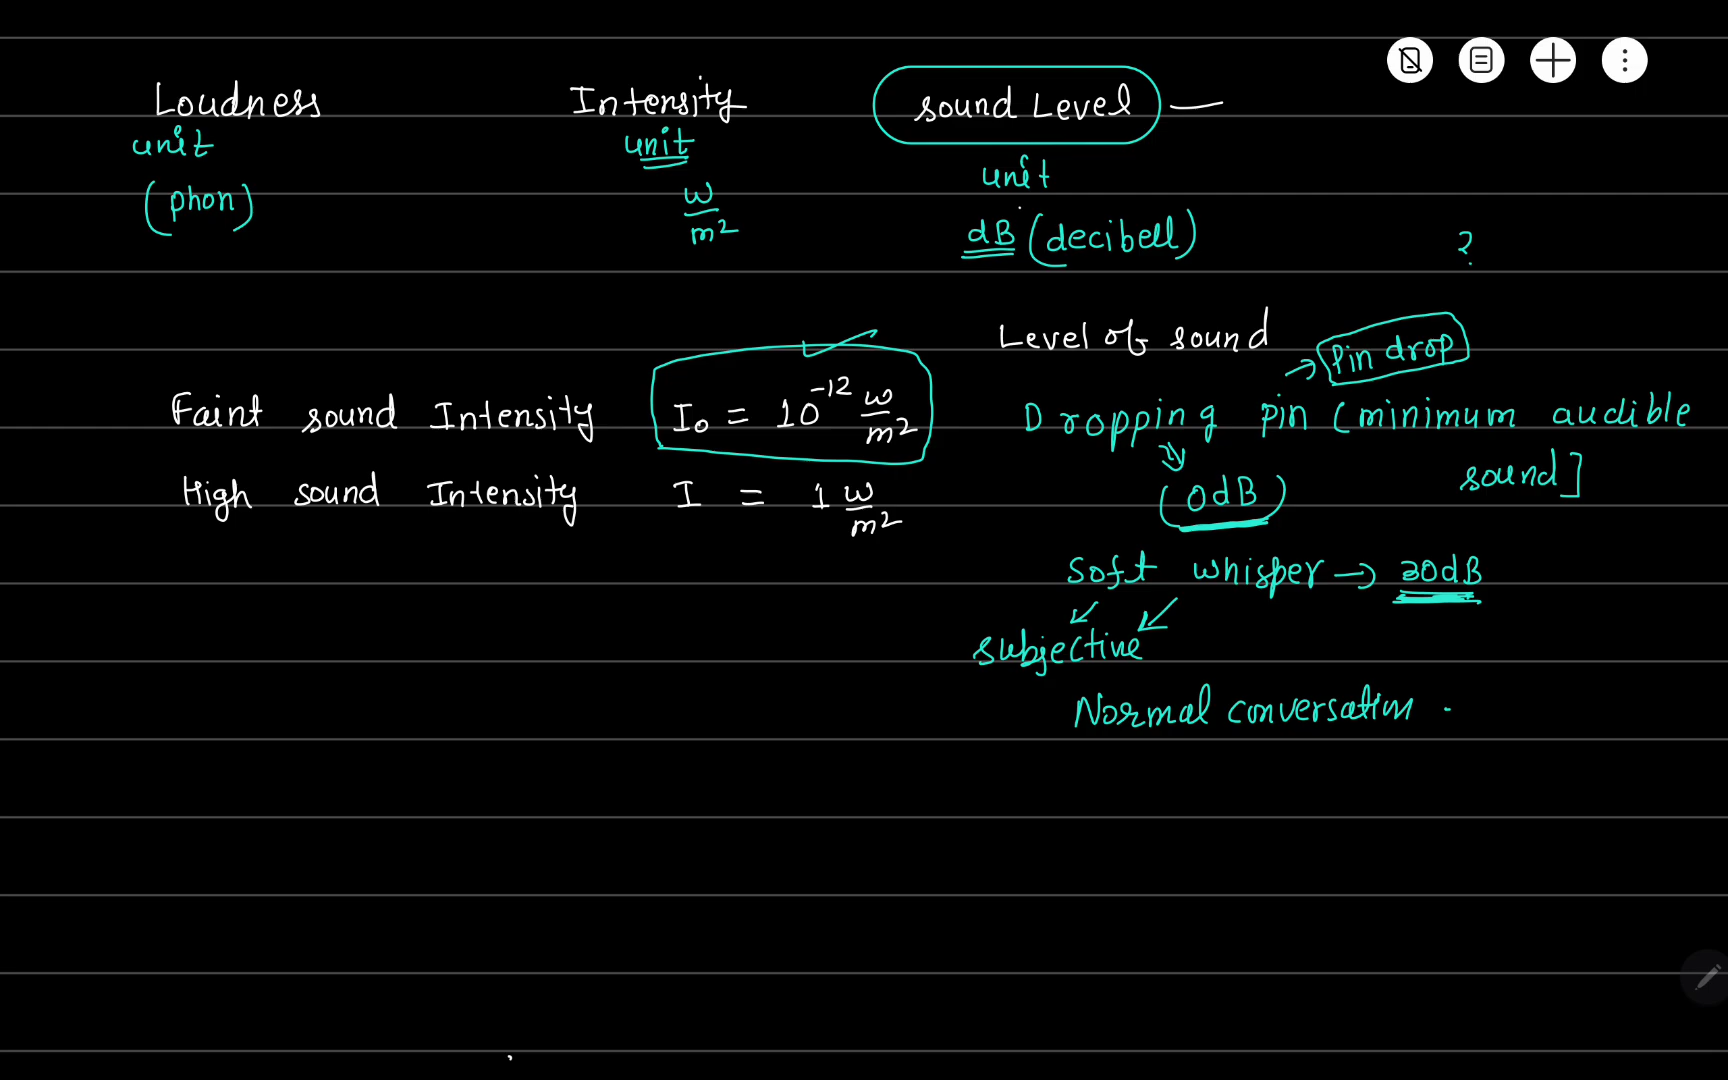 Loudness Intensity sound Level —
unit unit unit
(phon) w/m² dB (decibell)
?
Level of sound
→ Pin drop
Faint sound Intensity I₀ = 10⁻¹² w/m²
Dropping pin (minimum audible
sound]
(0dB)
High sound Intensity I = 1 w/m²
Soft whisper → 30dB
subjective
Normal conversation -